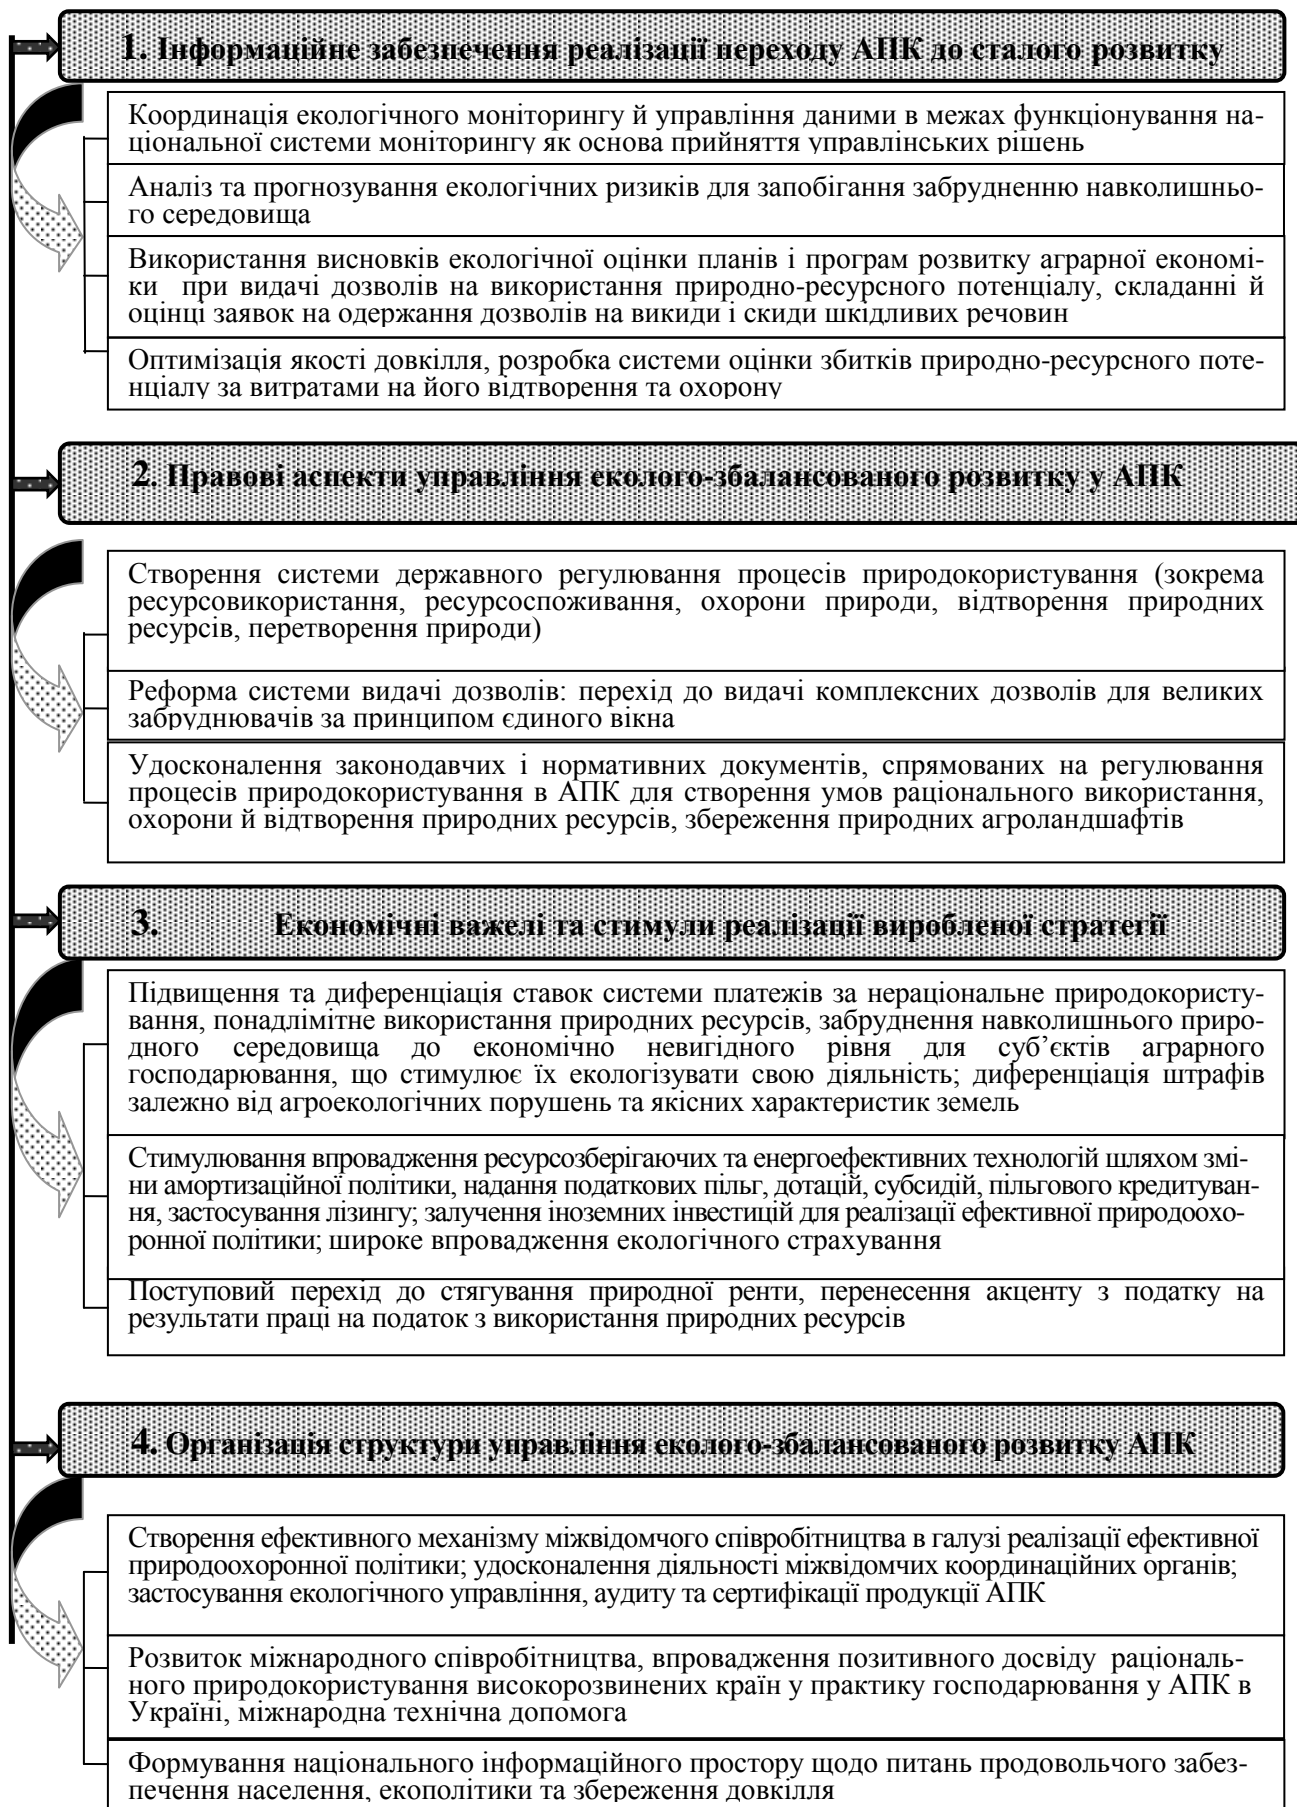 1. Інформаційне забезпечення реалізації переходу АПК до сталого розвитку
Координація екологічного моніторингу й управління даними в межах функціонування на-
ціональної системи моніторингу як основа прийняття управлінських рішень
Аналіз та прогнозування екологічних ризиків для запобігання забрудненню навколишньо-
го середовища
Використання висновків екологічної оцінки планів і програм розвитку аграрної економі-
ки при видачі дозволів на використання природно-ресурсного потенціалу, складанні й
оцінці заявок на одержання дозволів на викиди і скиди шкідливих речовин
Оптимізація якості довкілля, розробка системи оцінки збитків природно-ресурсного поте-
нціалу за витратами на його відтворення та охорону
2. Правові аспекти управління еколого-збалансованого розвитку у АПК
Створення системи державного регулювання процесів природокористування (зокрема
ресурсовикористання, ресурсоспоживання, охорони природи, відтворення природних
ресурсів, перетворення природи)
Реформа системи видачі дозволів: перехід до видачі комплексних дозволів для великих
забруднювачів за принципом єдиного вікна
Удосконалення законодавчих і нормативних документів, спрямованих на регулювання
процесів природокористування в АПК для створення умов раціонального використання,
охорони й відтворення природних ресурсів, збереження природних агроландшафтів
3. Економічні важелі та стимули реалізації виробленої стратегії
Підвищення та диференціація ставок системи платежів за нераціональне природокористу-
вання, понадлімітне використання природних ресурсів, забруднення навколишнього приро-
дного середовища до економічно невигідного рівня для суб’єктів аграрного
господарювання, що стимулює їх екологізувати свою діяльність; диференціація штрафів
залежно від агроекологічних порушень та якісних характеристик земель
Стимулювання впровадження ресурсозберігаючих та енергоефективних технологій шляхом змі-
ни амортизаційної політики, надання податкових пільг, дотацій, субсидій, пільгового кредитуван-
ня, застосування лізингу; залучення іноземних інвестицій для реалізації ефективної природоохо-
ронної політики; широке впровадження екологічного страхування
Поступовий перехід до стягування природної ренти, перенесення акценту з податку на
результати праці на податок з використання природних ресурсів
4. Організація структури управління еколого-збалансованого розвитку АПК
Створення ефективного механізму міжвідомчого співробітництва в галузі реалізації ефективної
природоохоронної політики; удосконалення діяльності міжвідомчих координаційних органів;
застосування екологічного управління, аудиту та сертифікації продукції АПК
Розвиток міжнародного співробітництва, впровадження позитивного досвіду раціональ-
ного природокористування високорозвинених країн у практику господарювання у АПК в
Україні, міжнародна технічна допомога
Формування національного інформаційного простору щодо питань продовольчого забез-
печення населення, екополітики та збереження довкілля